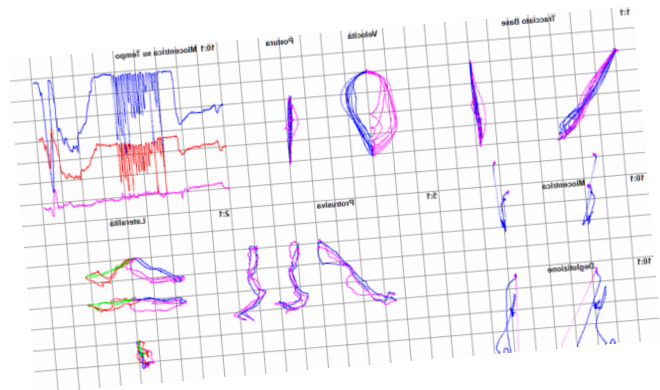 1:1 Tracciato Base
Velocità
Postura
10:1 Miocentrica su Tempo
10:1 Miocentrica
5:1 Protrusiva
2:1 Lateralità
10:1 Deglutizione